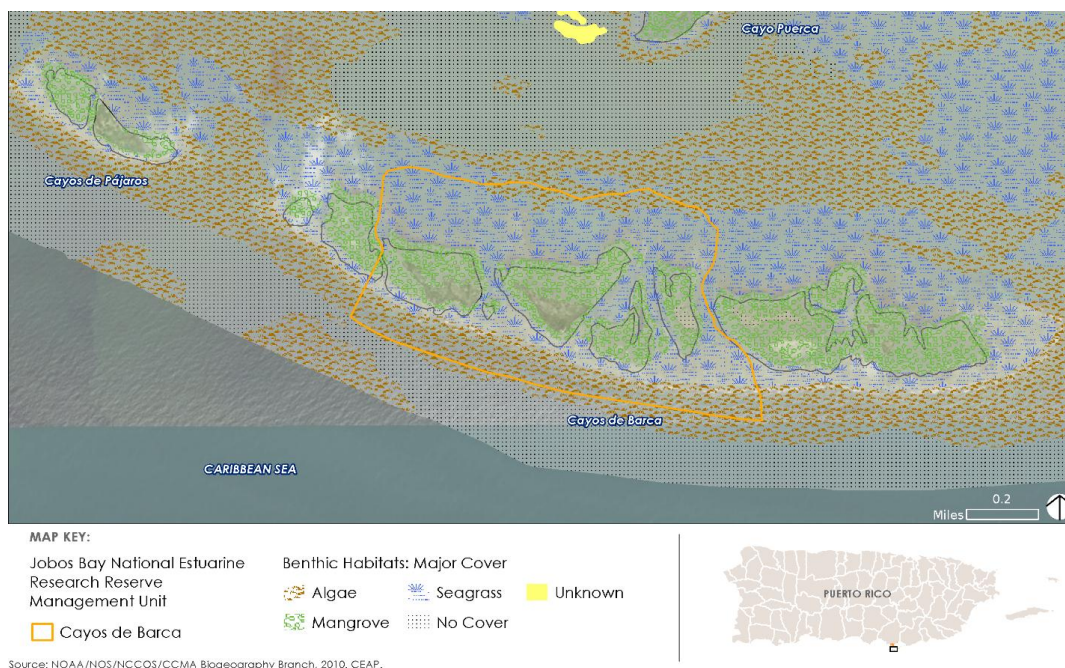 Cayo Puerca
Cayos de Pájaros
Cayos de Barca
CARIBBEAN SEA
0.2
Miles
MAP KEY:
Jobos Bay National Estuarine
Research Reserve
Management Unit
Cayos de Barca
Benthic Habitats: Major Cover
Algae
Seagrass
Unknown
Mangrove
No Cover
PUERTO RICO
Source: NOAA/NOS/NCCOS/CCMA Biogeography Branch, 2010, CEAP.